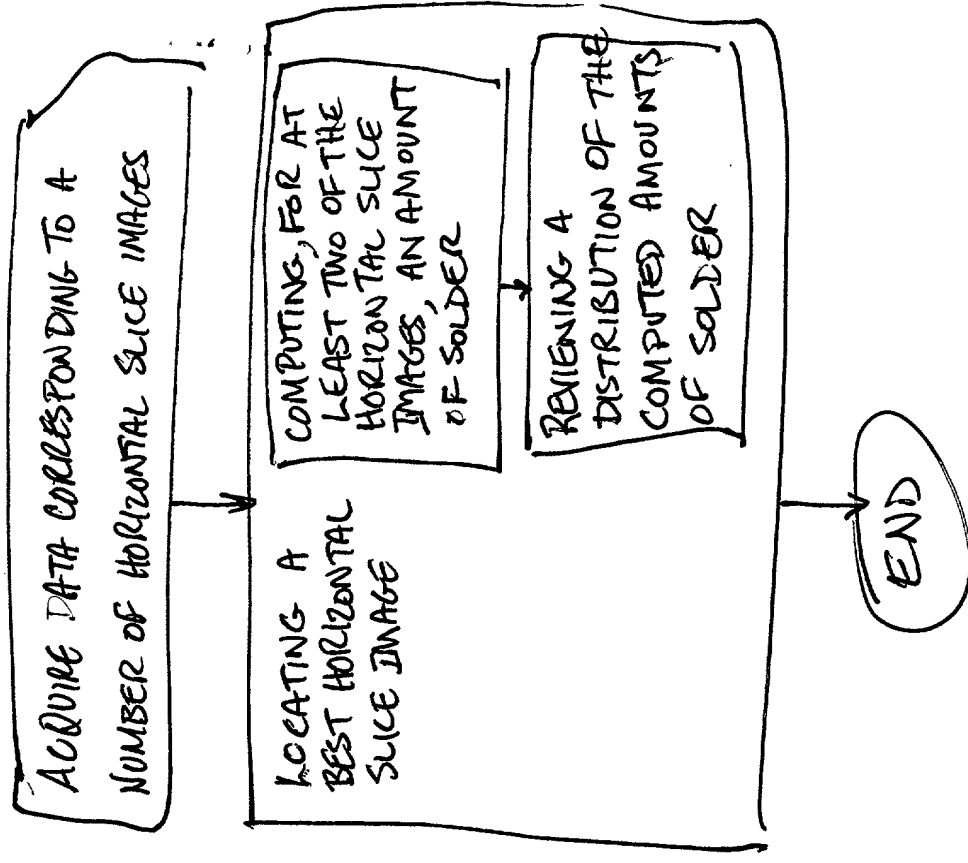 ACQUIRE DATA CORRESPONDING TO A
NUMBER OF HORIZONTAL SLICE IMAGES
LOCATING A
BEST HORIZONTAL
SLICE IMAGE
COMPUTING, FOR AT
LEAST TWO OF THE
HORIZONTAL SLICE
IMAGES, AN AMOUNT
OF SOLDER
REVIENING A
DISTRIBUTION OF THE
COMPUTED AMOUNTS
OF SOLDER
END